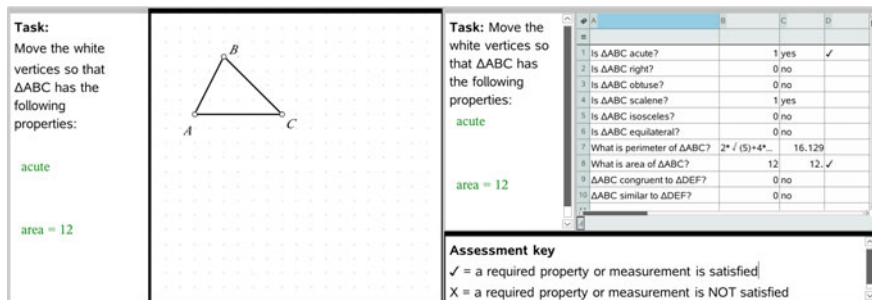 Task:
Move the white
vertices so that
ΔABC has the
following
properties:
acute
area = 12
B
A
C
Task: Move the
white vertices so
that ΔABC has
the following
properties:
acute
area = 12
A B C D
=
1 Is ΔABC acute? 1 yes ✓
2 Is ΔABC right? 0 no
3 Is ΔABC obtuse? 0 no
4 Is ΔABC scalene? 1 yes
5 Is ΔABC isosceles? 0 no
6 Is ΔABC equilateral? 0 no
7 What is perimeter of ΔABC? 2*√(5)+4*... 16.129
8 What is area of ΔABC? 12 12. ✓
9 ΔABC congruent to ΔDEF? 0 no
10 ΔABC similar to ΔDEF? 0 no
Assessment key
✓ = a required property or measurement is satisfied
X = a required property or measurement is NOT satisfied